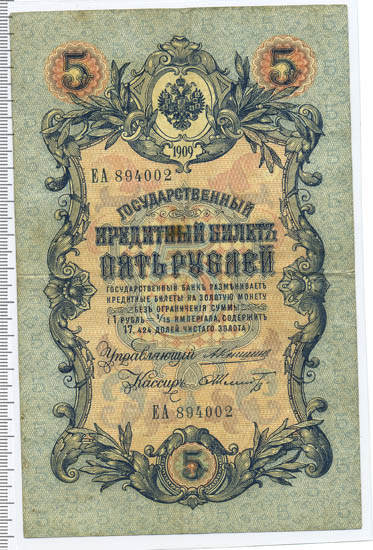 5 5
1909
ЕА 894002
ГОСУДАРСТВЕННЫЙ
КРЕДИТНЫЙ БИЛЕТЪ
ПЯТЬ РУБЛЕЙ
ГОСУДАРСТВЕННЫЙ БАНКЪ РАЗМѢНИВАЕТЪ
КРЕДИТНЫЕ БИЛЕТЫ НА ЗОЛОТУЮ МОНЕТУ
БЕЗЪ ОГРАНИЧЕНІЯ СУММЫ
(1 РУБЛЬ = 1/15 ИМПЕРІАЛА, СОДЕРЖИТЪ
17,424 ДОЛЕЙ ЧИСТАГО ЗОЛОТА)
Управляющій
Кассиръ
ЕА 894002
5